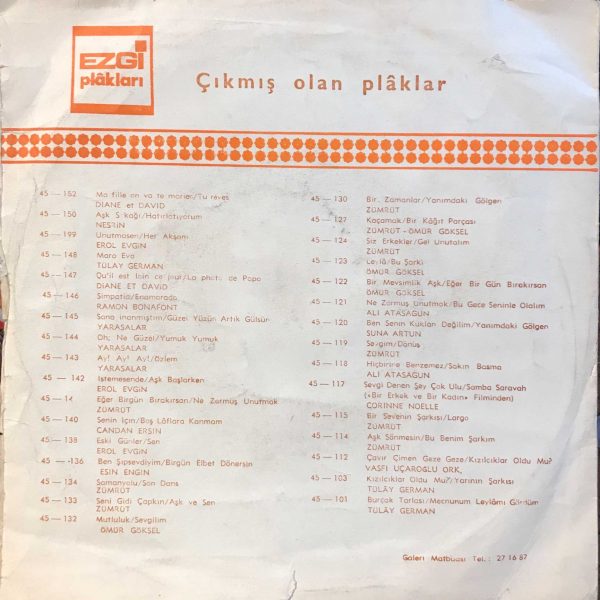 EZGİ
plâkları
Çıkmış olan plâklar
45 — 152 Ma fille on va te marier/Tu rêves
DIANE et DAVID
45 — 150 Aşk S kağı/Hatırlatıyorum
NESRİN
45 — 199 Unutmasen/Her Akşam
EROL EVGİN
45 — 148 Mara Eva
TÜLAY GERMAN
45 — 147 Qu'il est loin ce jour/La photo de Papa
DİANE ET DAVİD
45 — 146 Simpatia/Enamorado
RAMON BONAFONT
45 — 145 Sana inanmıştım/Güzel Yüzün Artık Gülsün
YARASALAR
45 — 144 Oh, Ne Güzel/Yumuk Yumuk
YARASALAR
45 — 143 Ay! Ay! Ay!/özlem
YARASALAR
45 — 142 İstemesende/Aşk Başlarken
EROL EVGİN
45 — 14 Eğer Birgün Bırakırsan/Ne Zormuş Unutmak
ZÜMRÜT
45 — 140 Senin İçin/Boş Lâflara Kanmam
CANDAN ERSİN
45 — 138 Eski Günler/Sen
EROL EVGİN
45 — 136 Ben Şıpsevdiyim/Birgün Elbet Dönersin
ESİN ENGİN
45 — 134 Samanyolu/Son Dans
ZÜMRÜT
45 — 133 Seni Gidi Çapkın/Aşk ve Sen
ZÜMRÜT
45 — 132 Mutluluk/Sevgilim
ÖMÜR GÖKSEL
45 — 130 Bir Zamanlar/Yanımdaki Gölgen
ZÜMRÜT
45 — 127 Kaçamak/Bir Kâğıt Parçası
ZÜMRÜT - ÖMÜR GÖKSEL
45 — 124 Siz Erkekler/Gel Unutalım
ZÜMRÜT
45 — 123 Leylâ/Bu Şarkı
ÖMÜR GÖKSEL
45 — 122 Bir Mevsimlik Aşk/Eğer Bir Gün Bırakırsan
ÖMÜR GÖKSEL
45 — 121 Ne Zormuş Unutmak/Bu Gece Seninle Olalım
ALİ ATASAGUN
45 — 120 Ben Senin Kuklan Değilim/Yanımdaki Gölgen
SUNA ARTUN
45 — 119 Sevgim/Dönüş
ZÜMRÜT
45 — 118 Hiçbirine Benzemez/Sakın Basma
ALİ ATASAGUN
45 — 117 Sevgi Denen Şey Çok Ulu/Samba Saravah
(«Bir Erkek ve Bir Kadın» Filminden)
CORINNE NOELLE
45 — 115 Bir Sevenin Şarkısı/Largo
ZÜMRÜT
45 — 114 Aşk Sönmesin/Bu Benim Şarkım
ZÜMRÜT
45 — 112 Çayır Çimen Geze Geze/Kızılcıklar Oldu Mu?
VASFİ UÇAROĞLU ORK.
45 — 103 Kızılcıklar Oldu Mu?/Yarının Şarkısı
TÜLÂY GERMAN
45 — 101 Burçak Tarlası/Mecnunum Leylâmı Gördüm
TÜLÂY GERMAN
Galeri Matbaası Tel. : 27 16 87